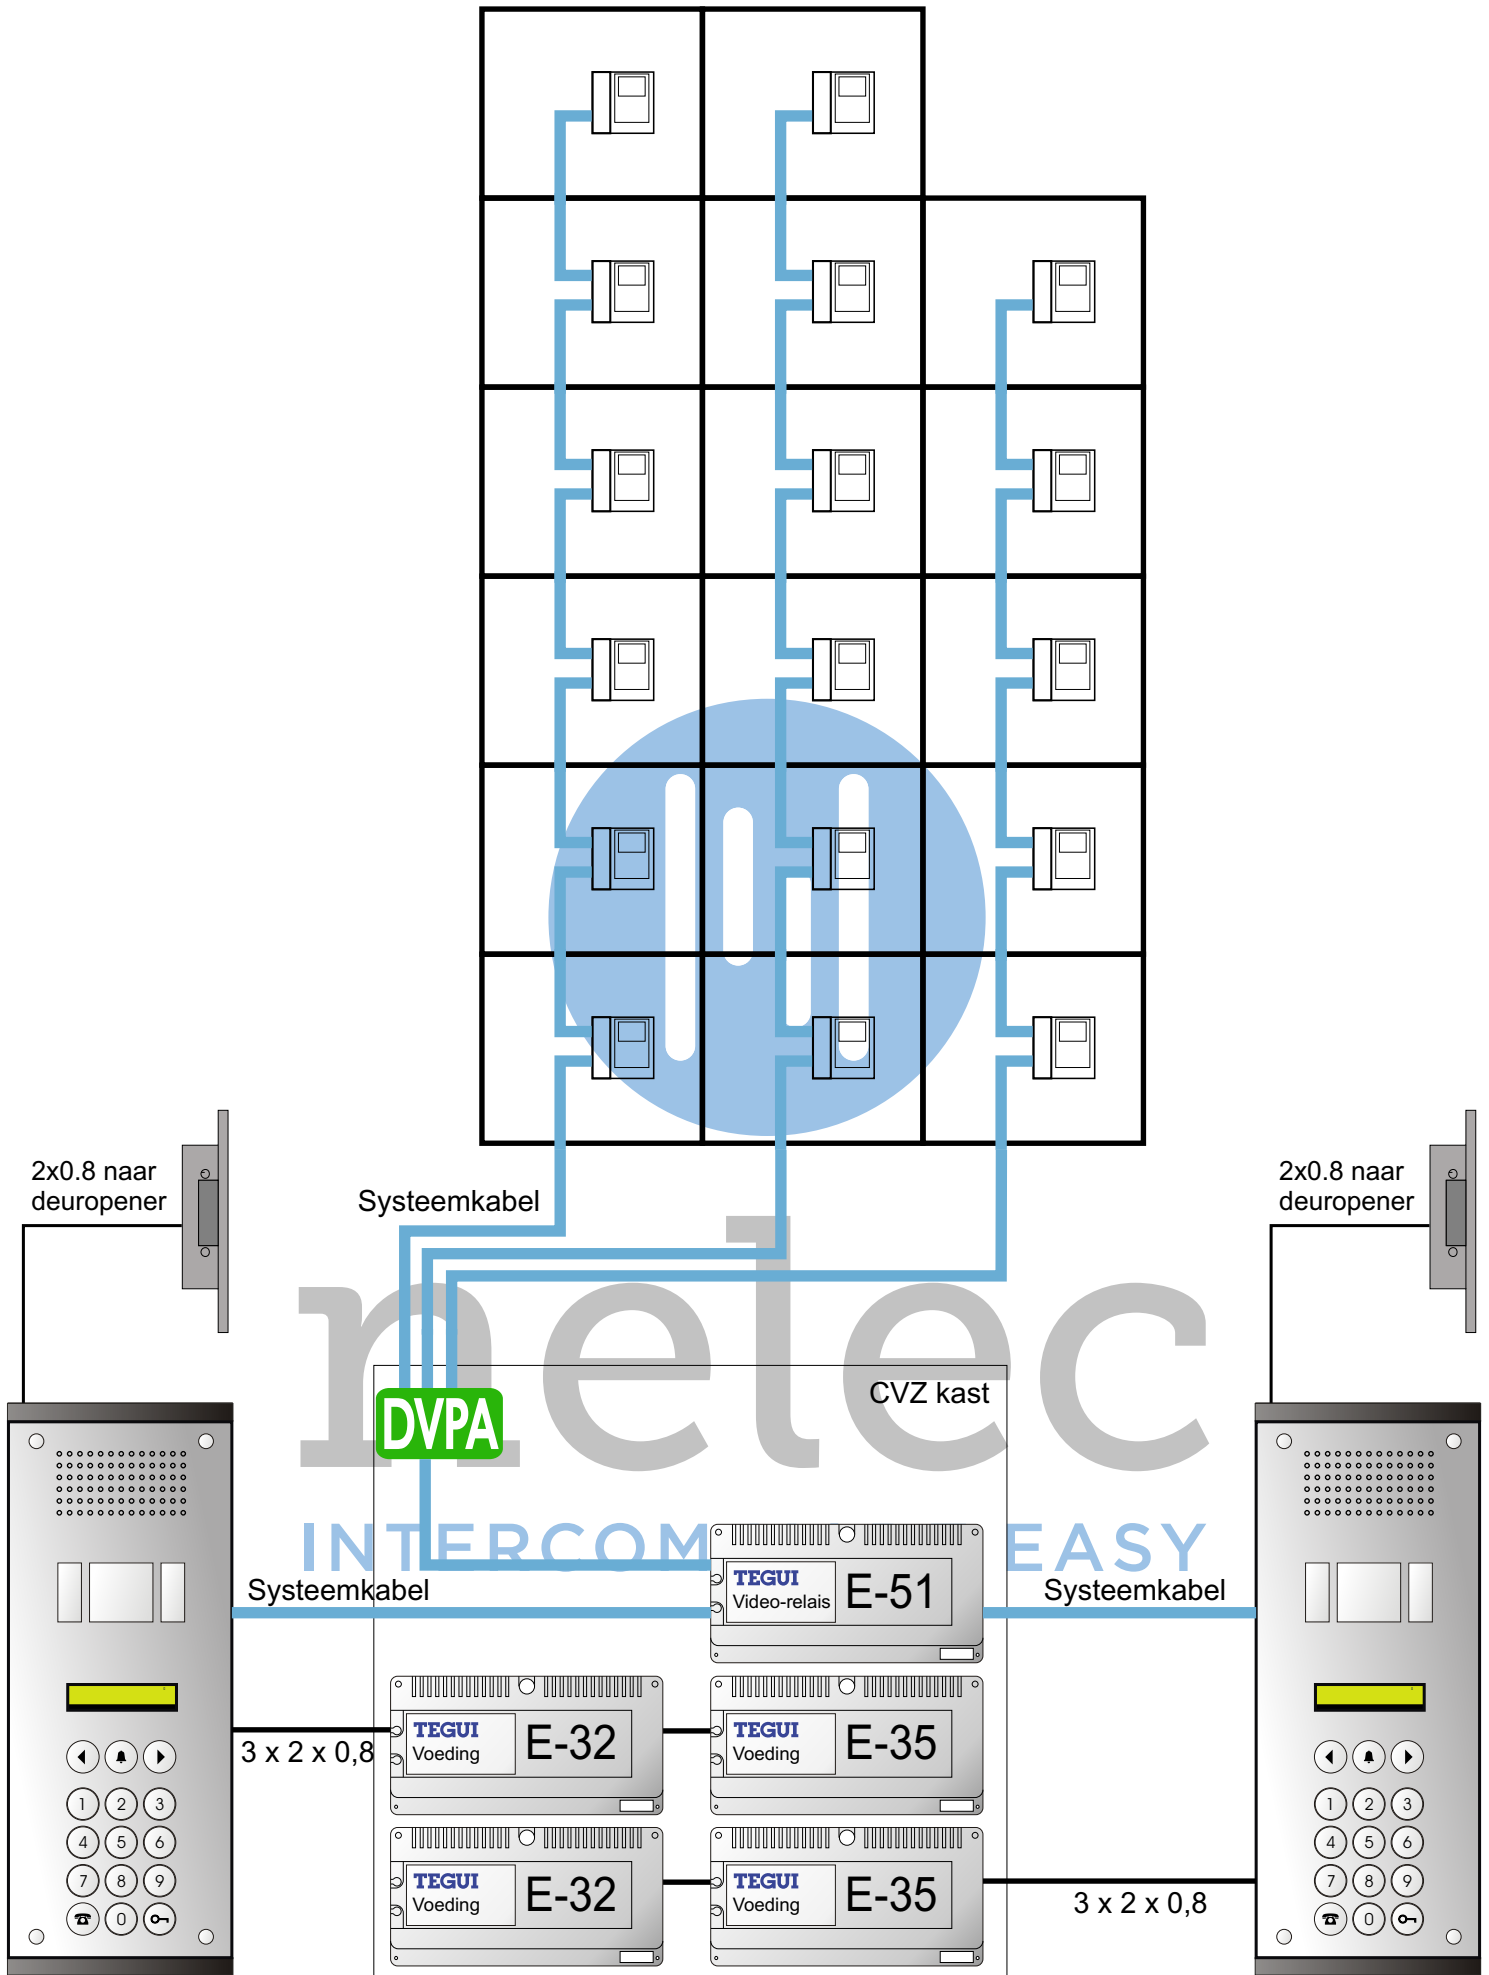 2x0.8 naar
deuropener
2x0.8 naar
deuropener
Systeemkabel
nelec
CVZ kast
DVPA
INTERCOM EASY
TEGUI
Video-relais
E-51
Systeemkabel
Systeemkabel
TEGUI
Voeding
E-32
TEGUI
Voeding
E-35
3 x 2 x 0,8
TEGUI
Voeding
E-32
TEGUI
Voeding
E-35
3 x 2 x 0,8
1 2 3
4 5 6
7 8 9
0
1 2 3
4 5 6
7 8 9
0